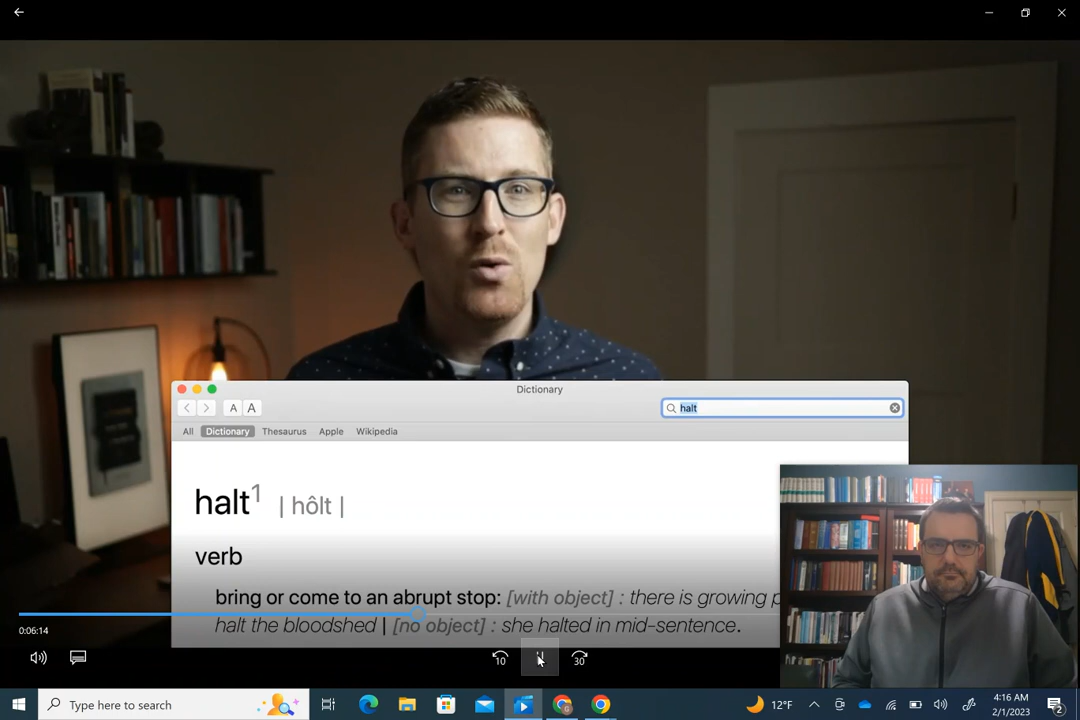 Dictionary
A A
halt
All Dictionary Thesaurus Apple Wikipedia
halt1 | hôlt |
verb
bring or come to an abrupt stop: [with object] : there is growing p
halt the bloodshed | [no object] : she halted in mid-sentence.
0:06:14
10
30
Type here to search
12°F
4:16 AM
2/1/2023
2